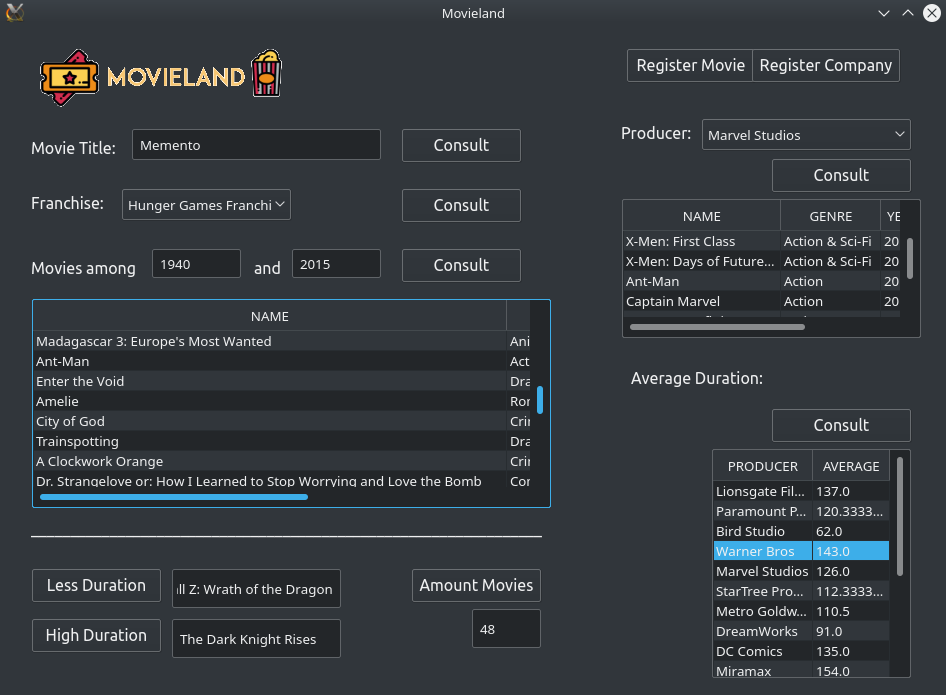 Movieland
MOVIELAND
Register Movie
Register Company
Movie Title:
Memento
Consult
Franchise:
Hunger Games Franchi
Consult
Movies among
1940
and
2015
Consult
NAME
Madagascar 3: Europe's Most Wanted
Ani
Ant-Man
Act
Enter the Void
Dra
Amelie
Ror
City of God
Crir
Trainspotting
Dra
A Clockwork Orange
Crir
Dr. Strangelove or: How I Learned to Stop Worrying and Love the Bomb
Cor
Less Duration
ıll Z: Wrath of the Dragon
High Duration
The Dark Knight Rises
Amount Movies
48
Producer:
Marvel Studios
Consult
NAME GENRE YE
X-Men: First Class Action & Sci-Fi 20
X-Men: Days of Future... Action & Sci-Fi 20
Ant-Man Action 20
Captain Marvel Action 20
Average Duration:
Consult
PRODUCER AVERAGE
Lionsgate Fil... 137.0
Paramount P... 120.3333...
Bird Studio 62.0
Warner Bros 143.0
Marvel Studios 126.0
StarTree Pro... 112.3333...
Metro Goldw... 110.5
DreamWorks 91.0
DC Comics 135.0
Miramax 154.0